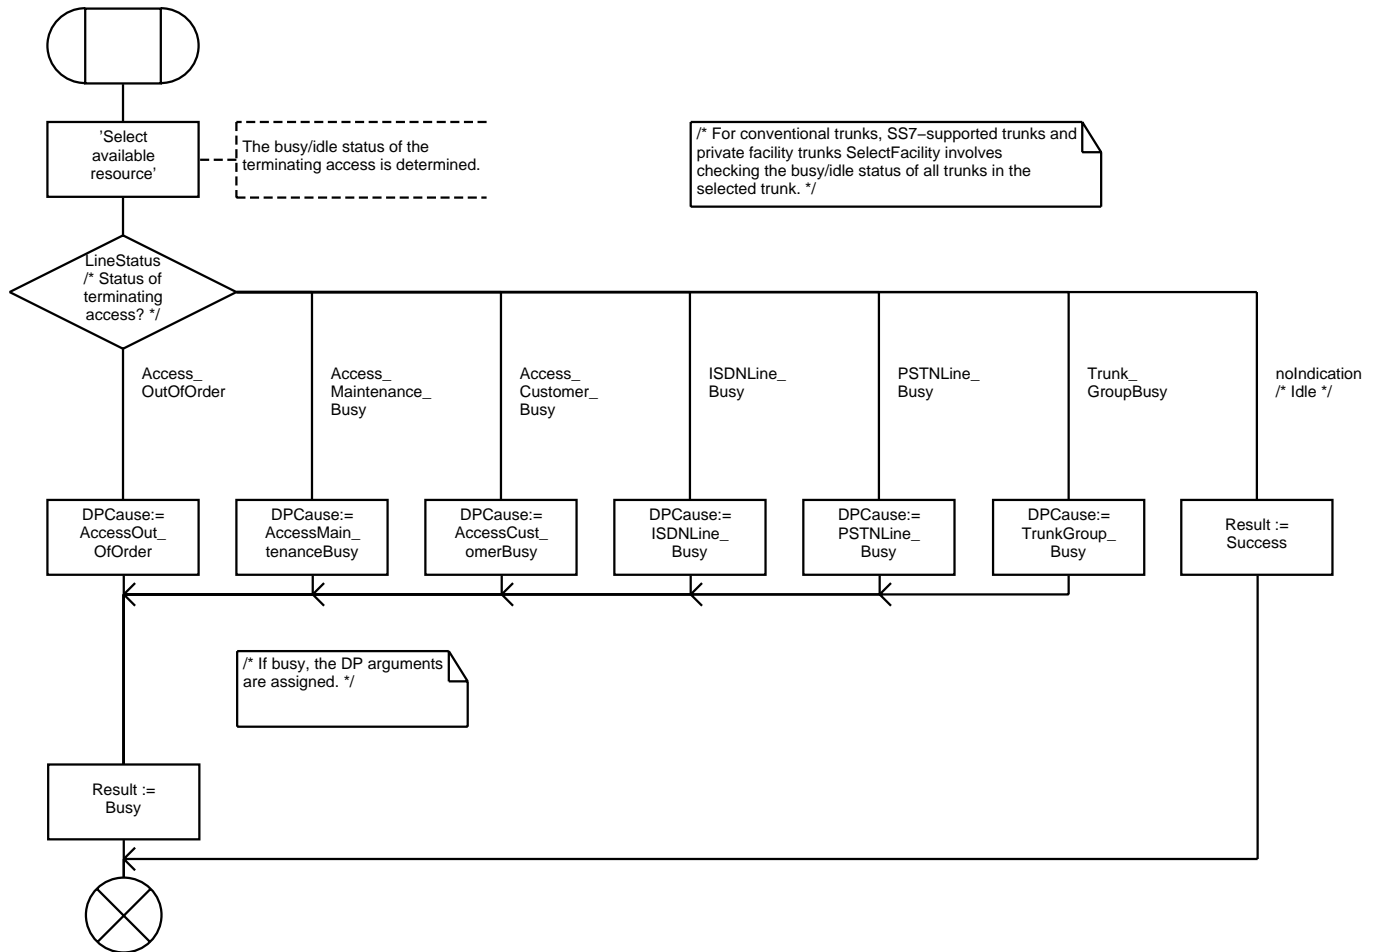 ’Select
available
resource’
The busy/idle status of the
terminating access is determined.
/* For conventional trunks, SS7–supported trunks and
private facility trunks SelectFacility involves
checking the busy/idle status of all trunks in the
selected trunk. */
LineStatus
/* Status of
terminating
access? */
Access_
OutOfOrder
Access_
Maintenance_
Busy
Access_
Customer_
Busy
ISDNLine_
Busy
PSTNLine_
Busy
Trunk_
GroupBusy
noIndication
/* Idle */
DPCause:=
AccessOut_
OfOrder
DPCause:=
AccessMain_
tenanceBusy
DPCause:=
AccessCust_
omerBusy
DPCause:=
ISDNLine_
Busy
DPCause:=
PSTNLine_
Busy
DPCause:=
TrunkGroup_
Busy
Result :=
Success
/* If busy, the DP arguments
are assigned. */
Result :=
Busy